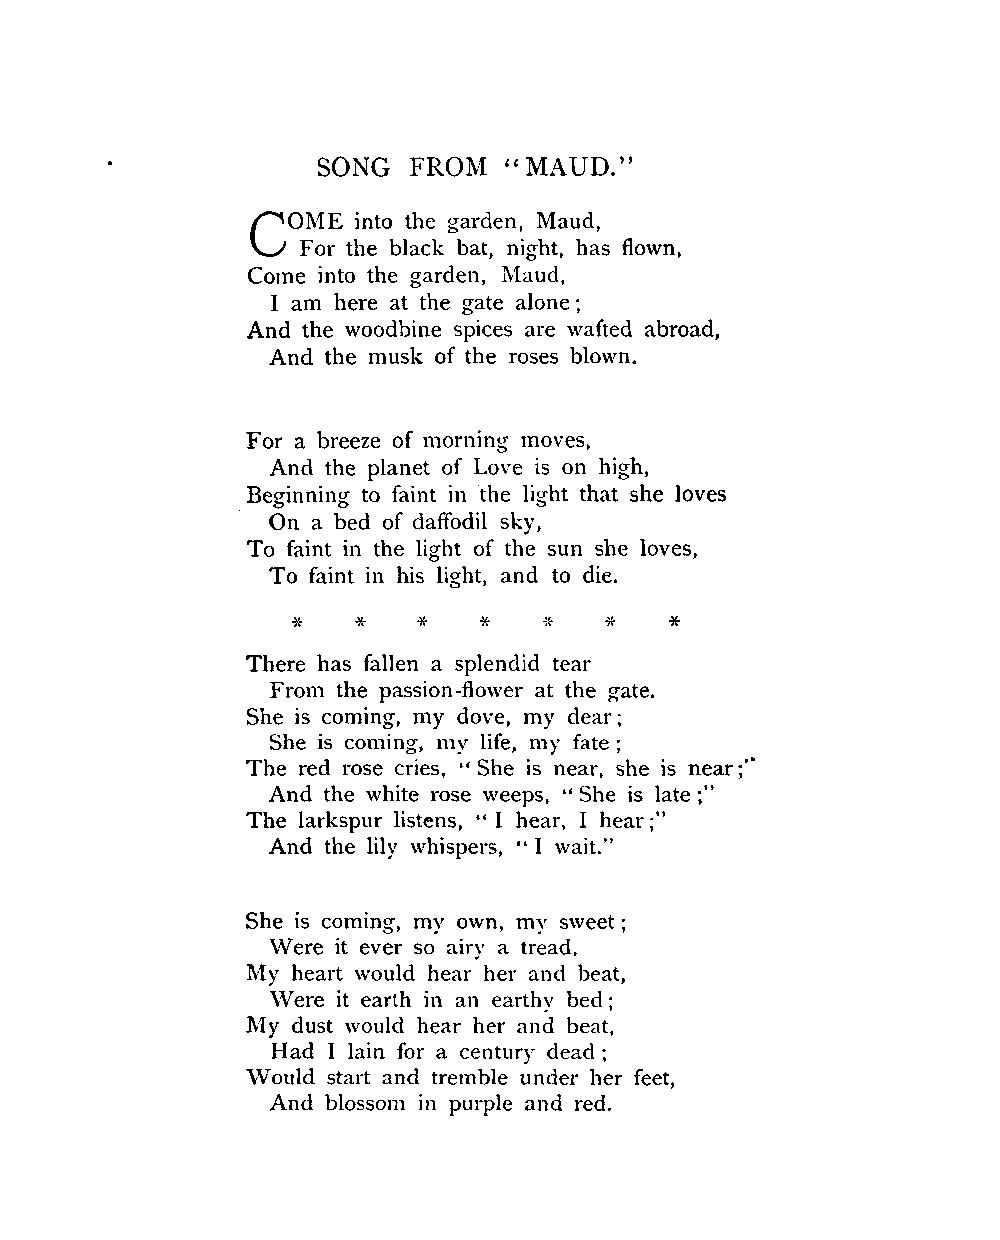 SONG FROM "MAUD."
COME into the garden, Maud,
For the black bat, night, has flown,
Come into the garden, Maud,
I am here at the gate alone;
And the woodbine spices are wafted abroad,
And the musk of the roses blown.
For a breeze of morning moves,
And the planet of Love is on high,
Beginning to faint in the light that she loves
On a bed of daffodil sky,
To faint in the light of the sun she loves,
To faint in his light, and to die.
* * * * * * *
There has fallen a splendid tear
From the passion-flower at the gate.
She is coming, my dove, my dear;
She is coming, my life, my fate;
The red rose cries, "She is near, she is near;"
And the white rose weeps, "She is late;"
The larkspur listens, "I hear, I hear;"
And the lily whispers, "I wait."
She is coming, my own, my sweet;
Were it ever so airy a tread,
My heart would hear her and beat,
Were it earth in an earthy bed;
My dust would hear her and beat,
Had I lain for a century dead;
Would start and tremble under her feet,
And blossom in purple and red.